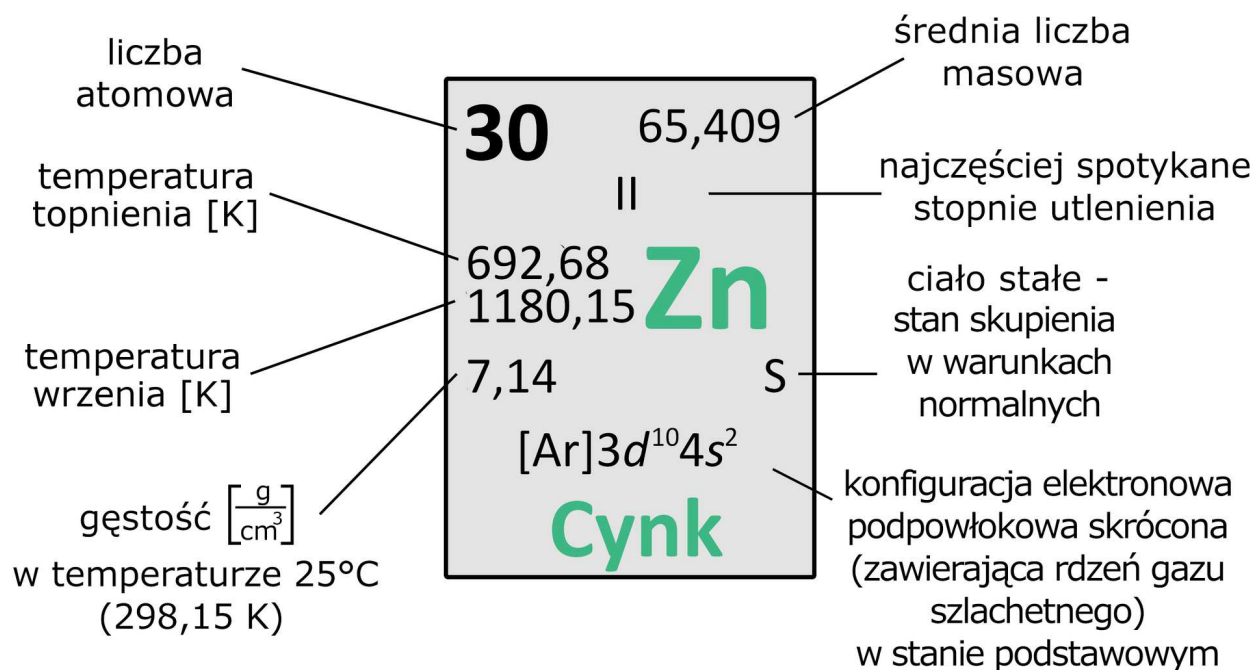 liczba
atomowa
temperatura
topnienia [K]
temperatura
wrzenia [K]
gęstość [g/cm³]
w temperaturze 25°C
(298,15 K)
30
65,409
II
692,68
1180,15
Zn
7,14
S
[Ar]3d¹⁰4s²
Cynk
średnia liczba
masowa
najczęściej spotykane
stopnie utlenienia
ciało stałe -
stan skupienia
w warunkach
normalnych
konfiguracja elektronowa
podpowłokowa skrócona
(zawierająca rdzeń gazu
szlachetnego)
w stanie podstawowym